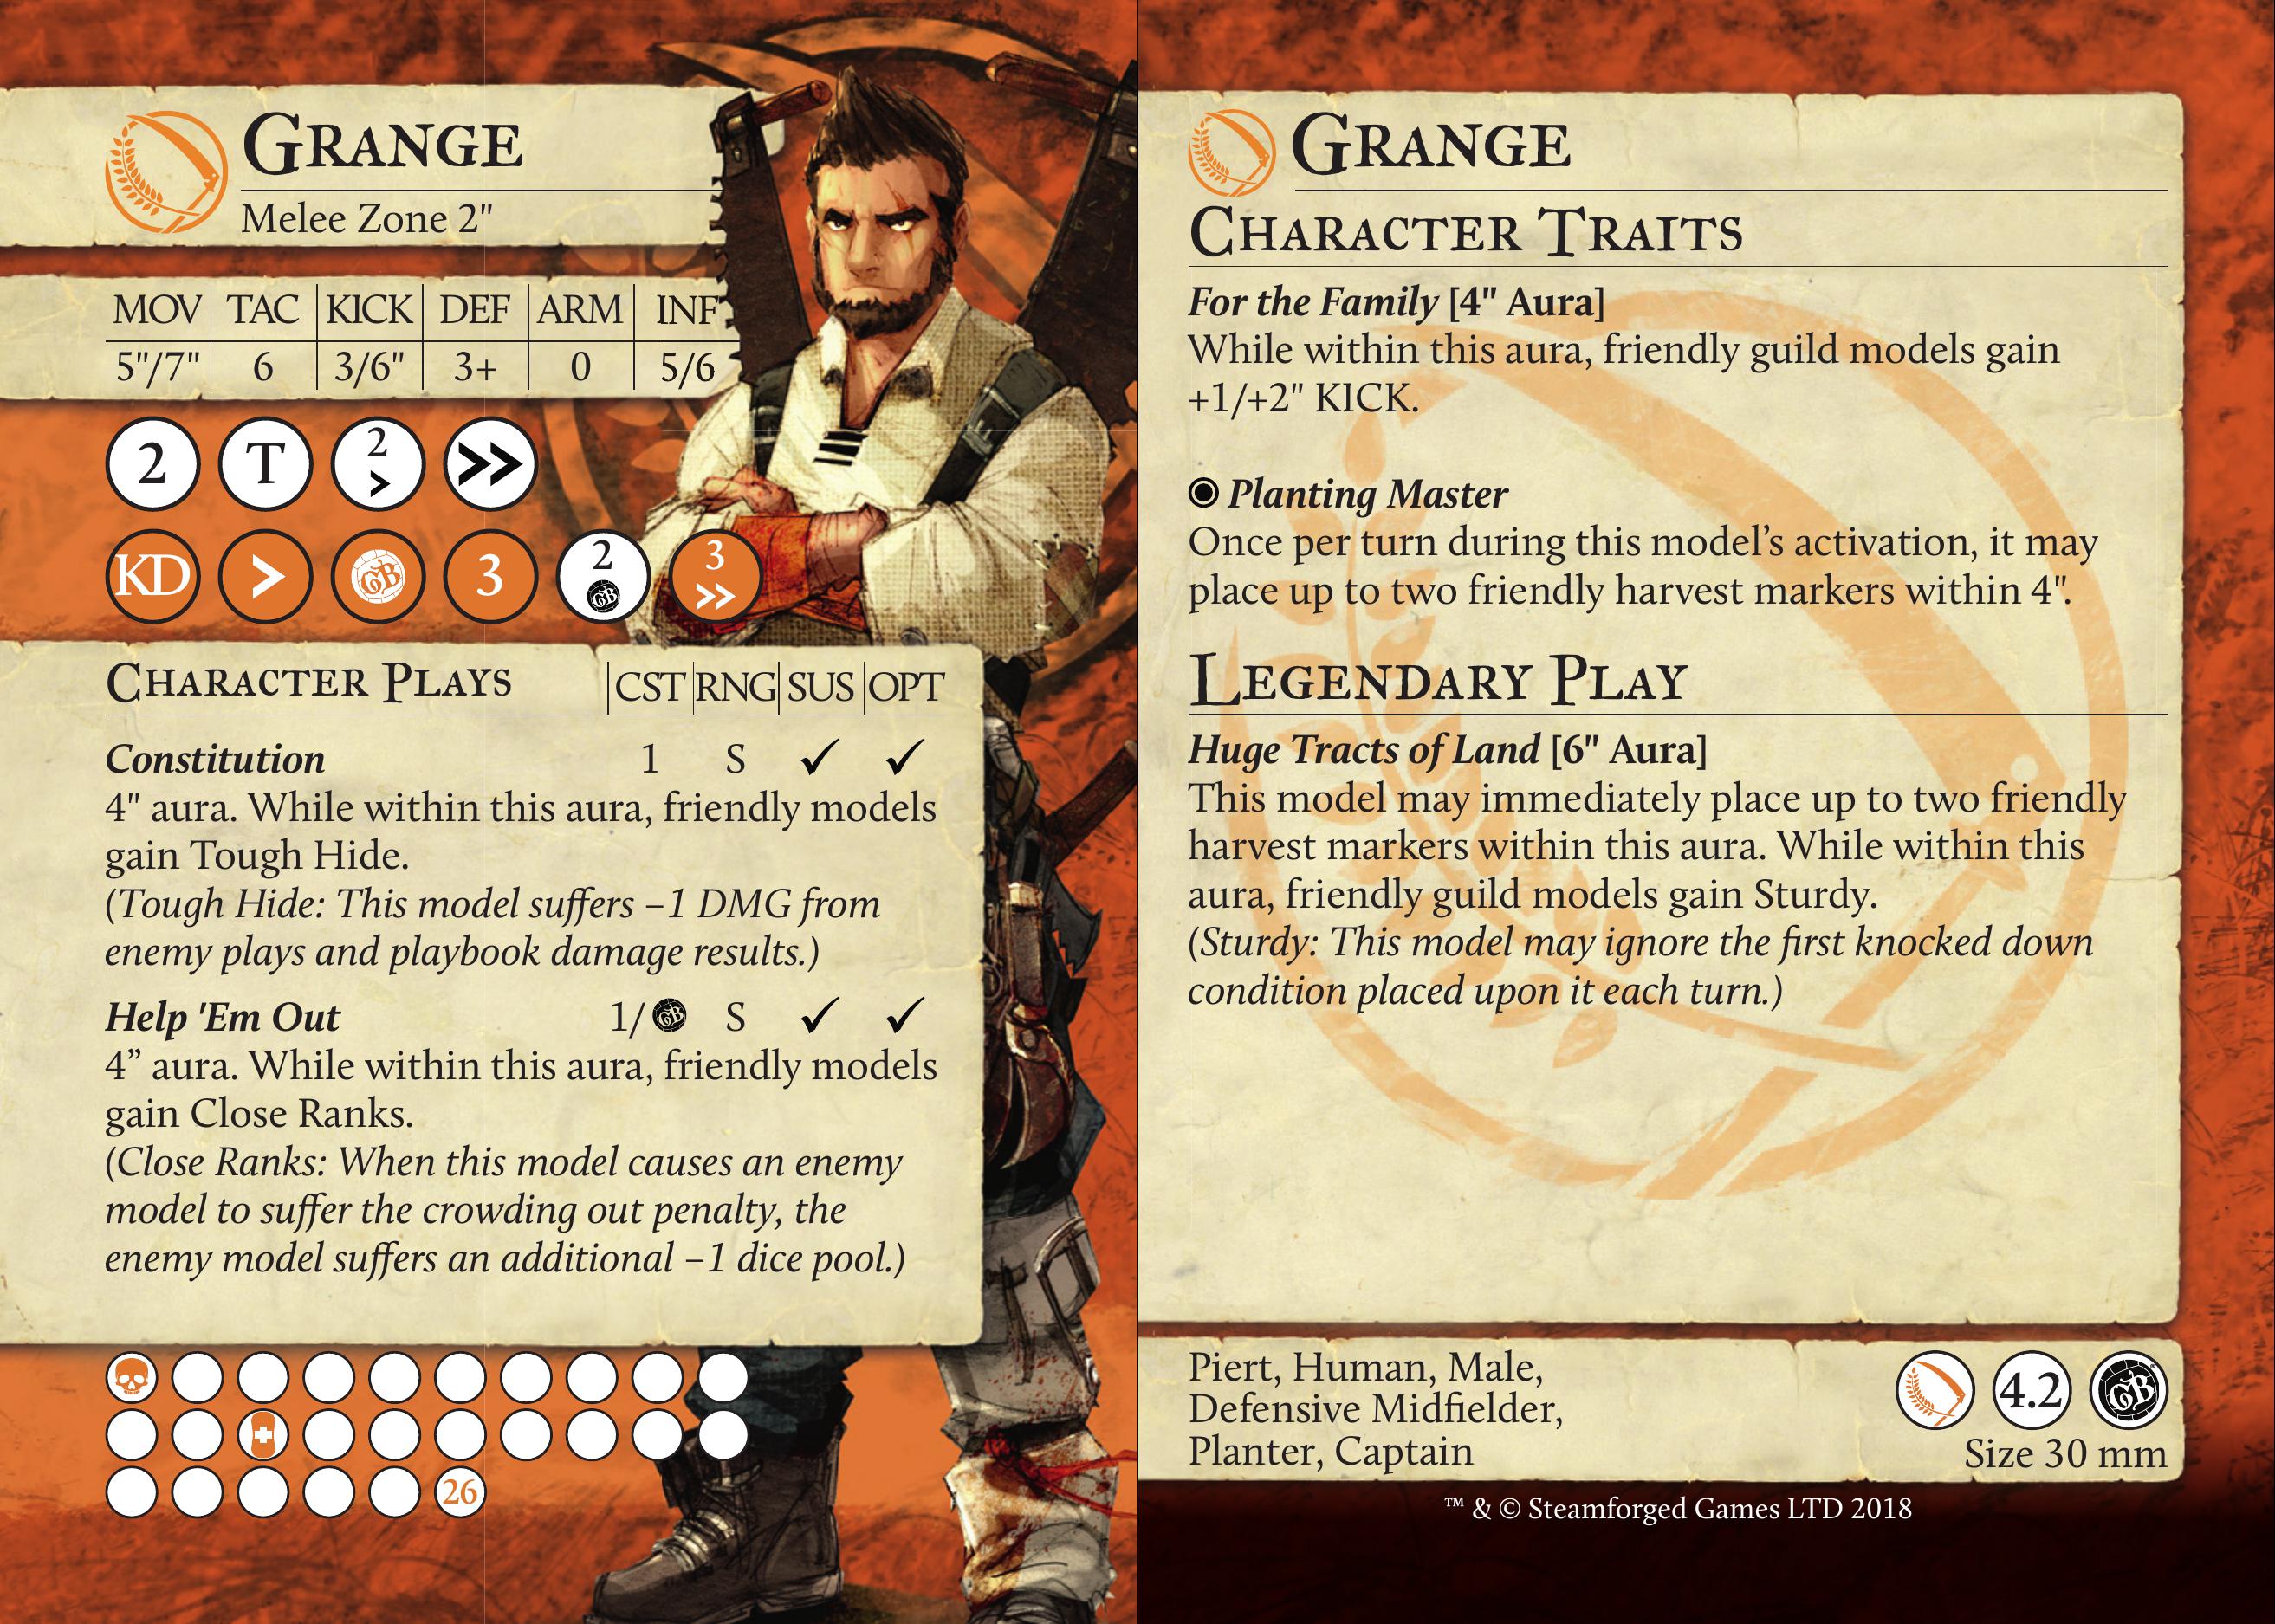 GRANGE
Melee Zone 2"
MOV TAC KICK DEF ARM INF
5"/7" 6 3/6" 3+ 0 5/6
2 T 2 > >>
KD > GB 3 2 GB 3 >>
CHARACTER PLAYS CST RNG SUS OPT
Constitution 1 S ✓ ✓
4" aura. While within this aura, friendly models
gain Tough Hide.
(Tough Hide: This model suffers –1 DMG from
enemy plays and playbook damage results.)
Help 'Em Out 1/GB S ✓ ✓
4” aura. While within this aura, friendly models
gain Close Ranks.
(Close Ranks: When this model causes an enemy
model to suffer the crowding out penalty, the
enemy model suffers an additional –1 dice pool.)
26
GRANGE
CHARACTER TRAITS
For the Family [4" Aura]
While within this aura, friendly guild models gain
+1/+2" KICK.
Planting Master
Once per turn during this model’s activation, it may
place up to two friendly harvest markers within 4".
LEGENDARY PLAY
Huge Tracts of Land [6" Aura]
This model may immediately place up to two friendly
harvest markers within this aura. While within this
aura, friendly guild models gain Sturdy.
(Sturdy: This model may ignore the first knocked down
condition placed upon it each turn.)
Piert, Human, Male,
Defensive Midfielder,
Planter, Captain
4.2 GB
Size 30 mm
™ & © Steamforged Games LTD 2018